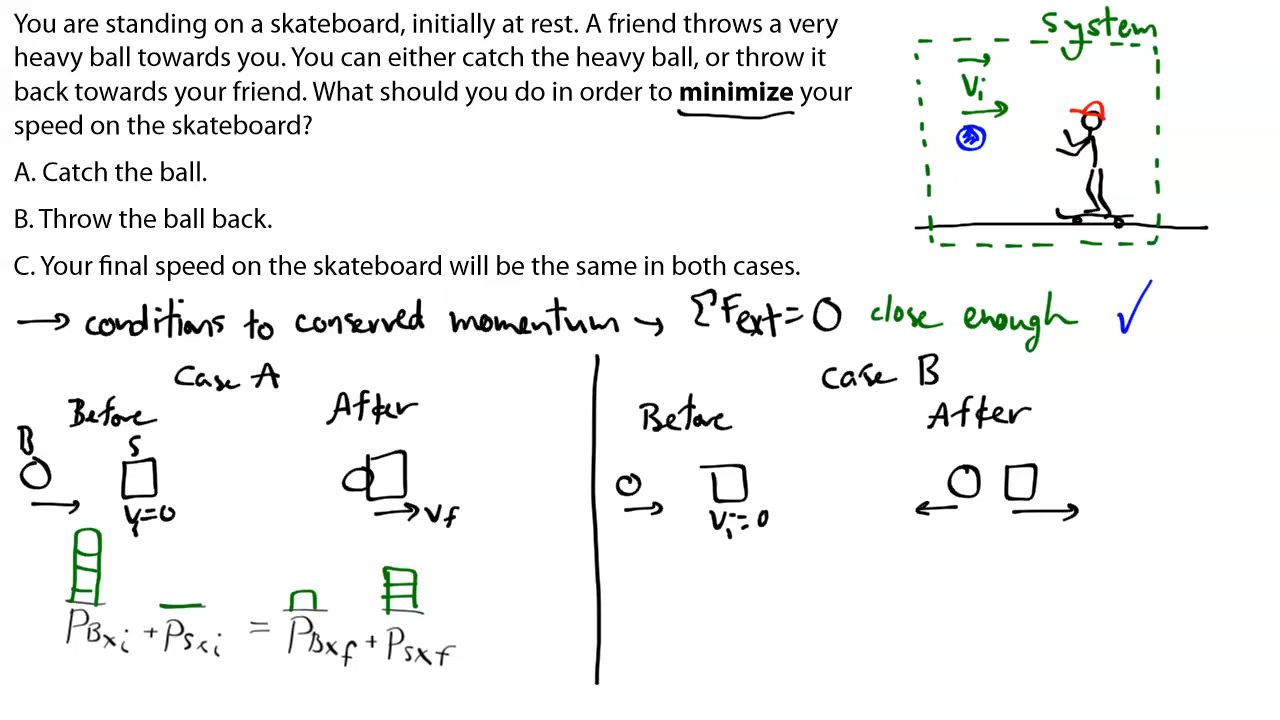 You are standing on a skateboard, initially at rest. A friend throws a very
heavy ball towards you. You can either catch the heavy ball, or throw it
back towards your friend. What should you do in order to minimize your
speed on the skateboard?
A. Catch the ball.
B. Throw the ball back.
C. Your final speed on the skateboard will be the same in both cases.
System
Vi
→ conditions to conserved momentum → ΣFext = 0 close enough ✓
Case A
Before
After
B
S
Vi=0
Vf
PBxi + PSxi = PBxf + PSxf
Case B
Before
After
Vi=0